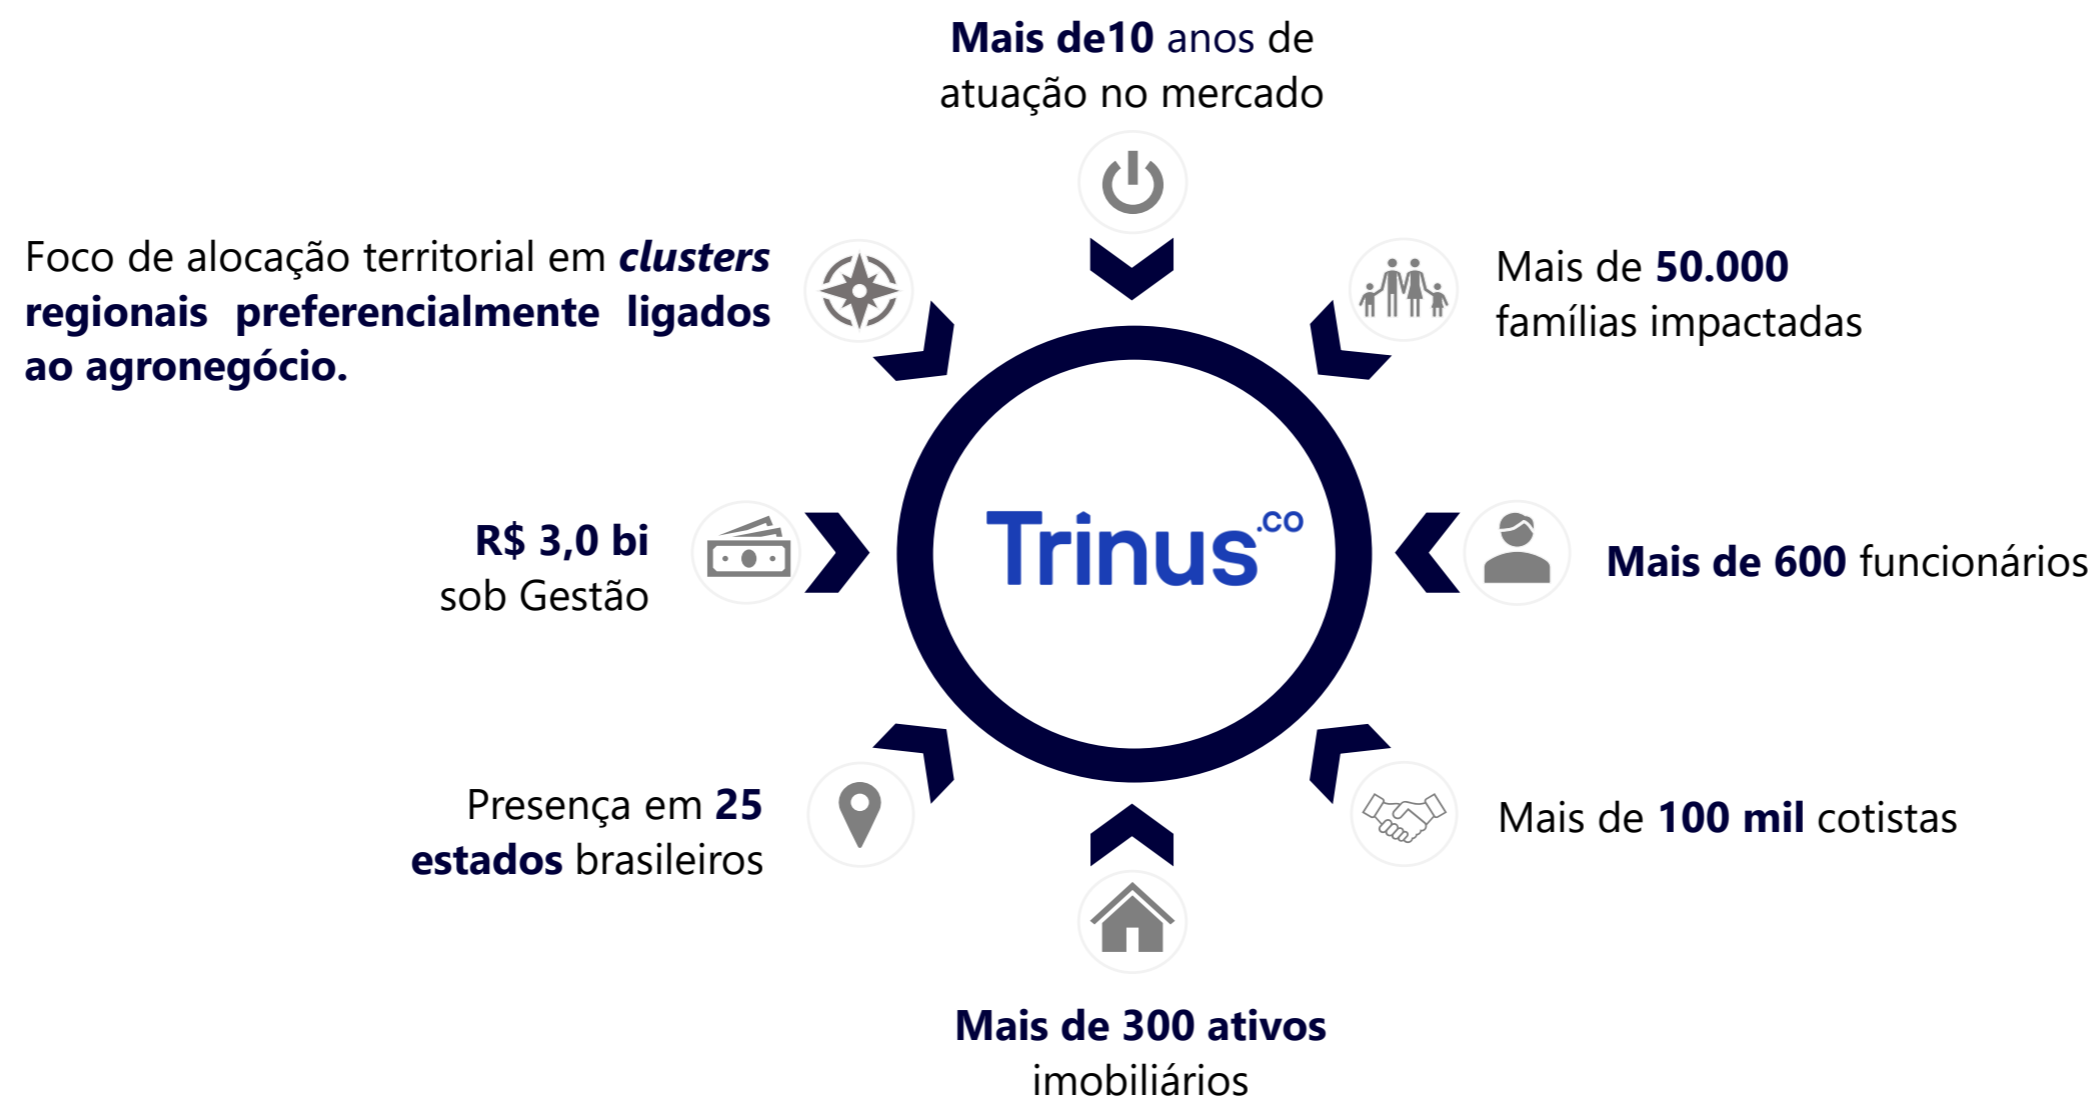 Mais de10 anos de
atuação no mercado
Foco de alocação territorial em clusters
regionais preferencialmente ligados
ao agronegócio.
Mais de 50.000
famílias impactadas
R$ 3,0 bi
sob Gestão
Trinus.co
Mais de 600 funcionários
Presença em 25
estados brasileiros
Mais de 100 mil cotistas
Mais de 300 ativos
imobiliários